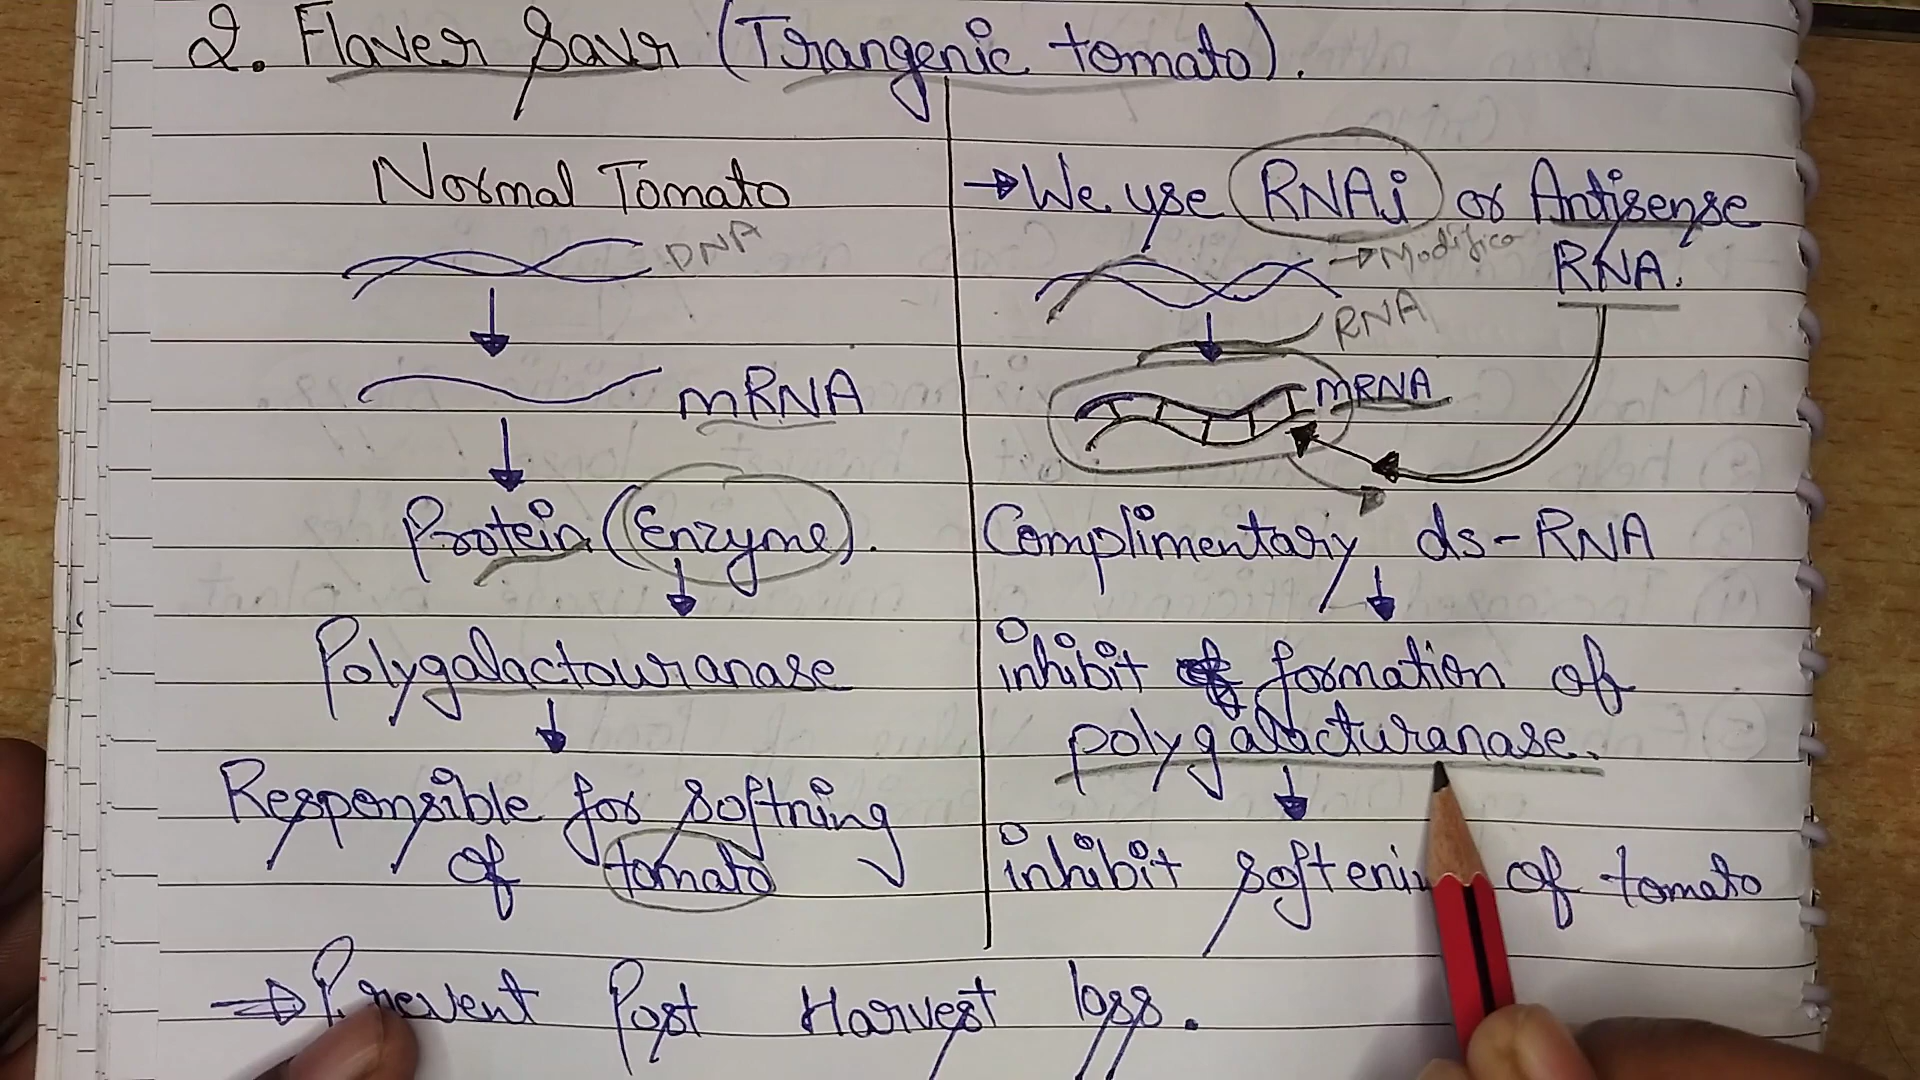 2. Flaver Savr (Trangenic tomato).
Normal Tomato
DNA
mRNA
Protein (Enzyme).
Polygalactouranase
Responsible for softning
of tomato
→ We use RNAi or Antisense
RNA.
→ Modifica
RNA
mRNA
Complimentary ds-RNA
inhibit formation of
polygalacturanase.
inhibit softenin of tomato
⇒ Prevent Post Harvest loss.